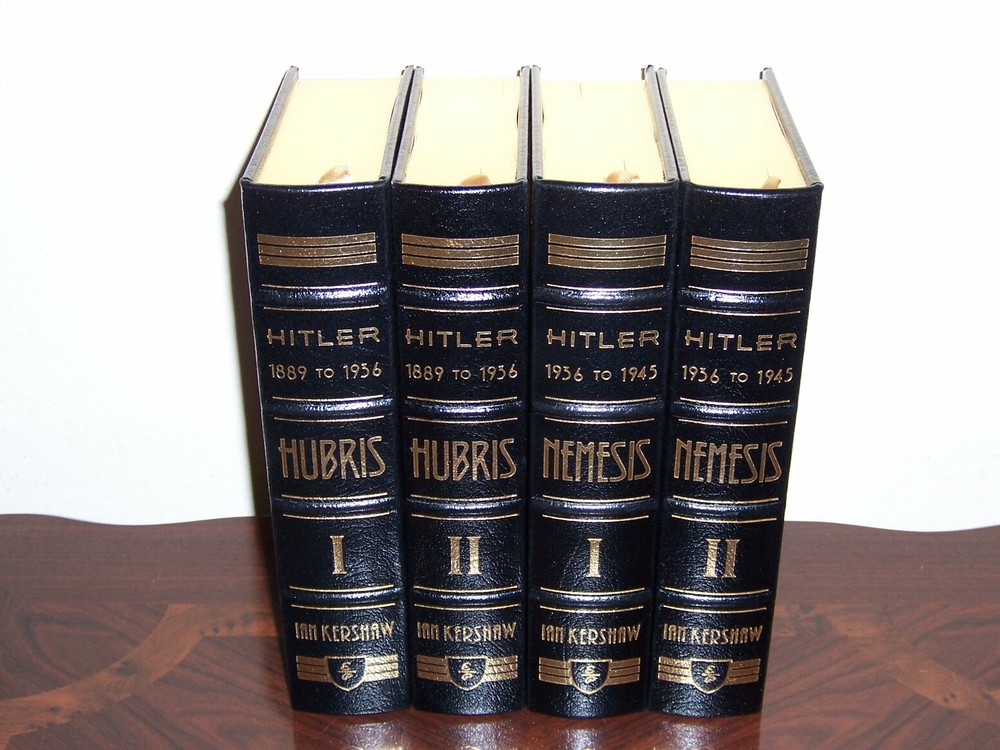 HITLER
1889 TO 1936
HUBRIS
I
IAN KERSHAW
HITLER
1889 TO 1936
HUBRIS
II
IAN KERSHAW
HITLER
1936 TO 1945
NEMESIS
I
IAN KERSHAW
HITLER
1936 TO 1945
NEMESIS
II
IAN KERSHAW